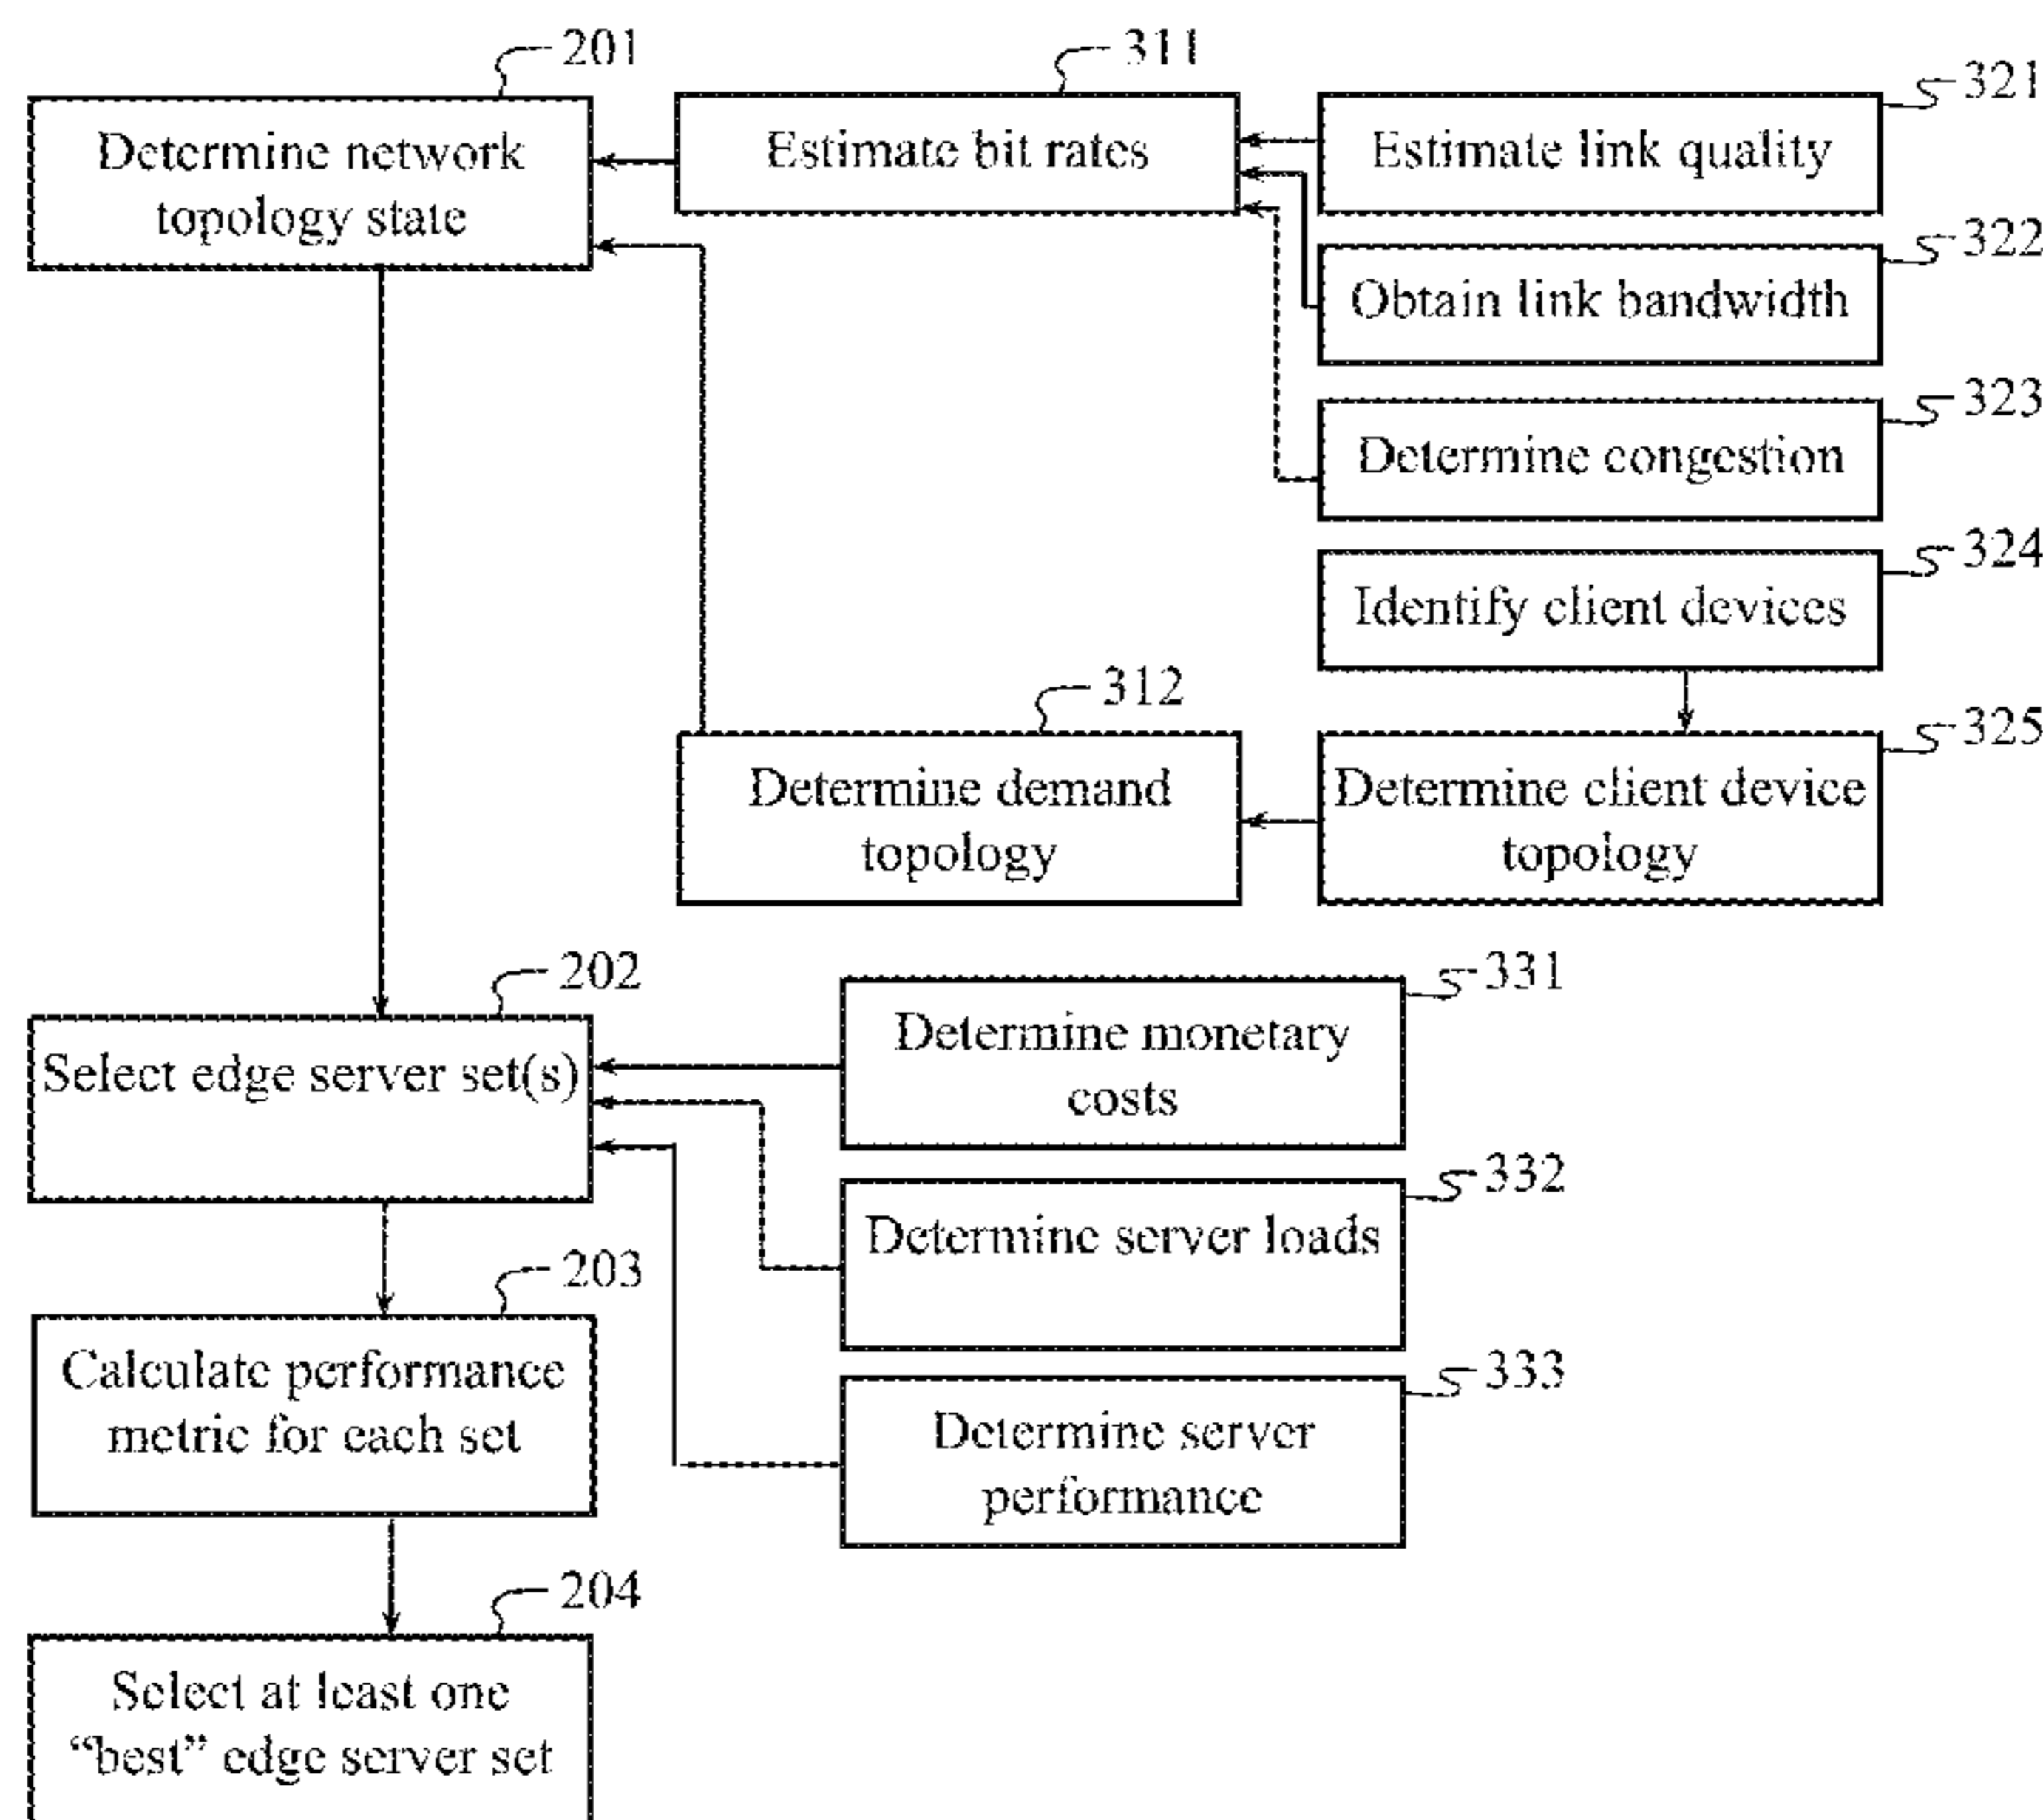 201
Determine network
topology state
311
Estimate bit rates
321
Estimate link quality
322
Obtain link bandwidth
323
Determine congestion
324
Identify client devices
312
Determine demand
topology
325
Determine client device
topology
202
Select edge server set(s)
331
Determine monetary
costs
332
Determine server loads
203
Calculate performance
metric for each set
333
Determine server
performance
204
Select at least one
“best” edge server set